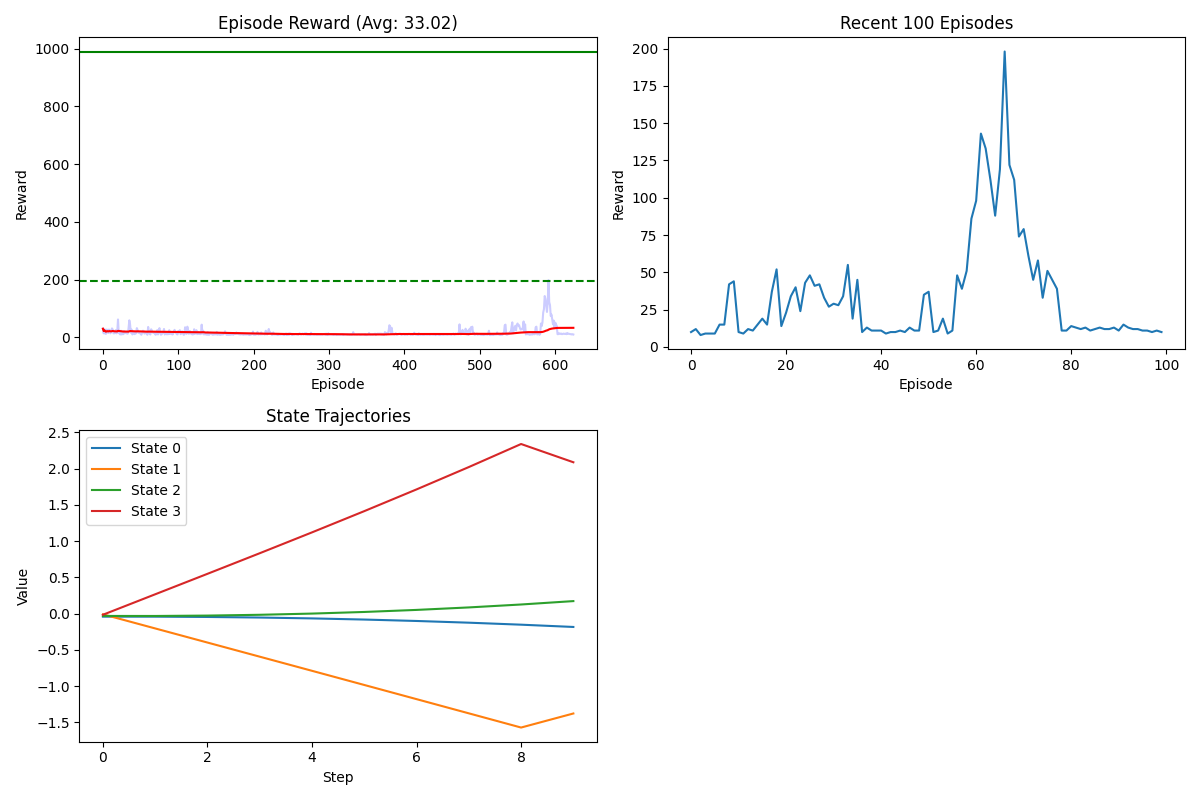 Episode Reward (Avg: 33.02)
1000
800
600
400
200
0
Reward
0 100 200 300 400 500 600
Episode
Recent 100 Episodes
200
175
150
125
100
75
50
25
0
Reward
0 20 40 60 80 100
Episode
State Trajectories
2.5
2.0
1.5
1.0
0.5
0.0
−0.5
−1.0
−1.5
Value
State 0
State 1
State 2
State 3
0 2 4 6 8
Step